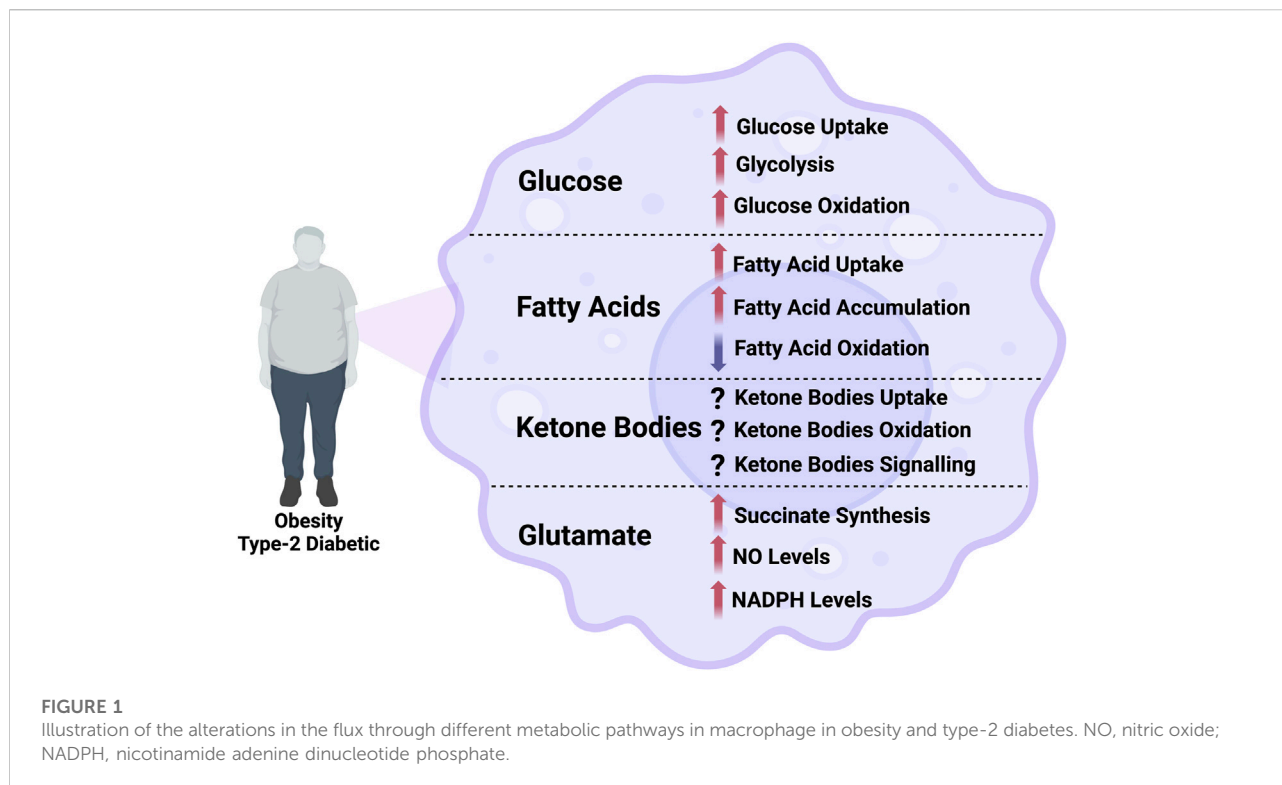 Glucose
↑ Glucose Uptake
↑ Glycolysis
↑ Glucose Oxidation
Fatty Acids
↑ Fatty Acid Uptake
↑ Fatty Acid Accumulation
↓ Fatty Acid Oxidation
Ketone Bodies
? Ketone Bodies Uptake
? Ketone Bodies Oxidation
? Ketone Bodies Signalling
Glutamate
↑ Succinate Synthesis
↑ NO Levels
↑ NADPH Levels
Obesity
Type-2 Diabetic
FIGURE 1
Illustration of the alterations in the flux through different metabolic pathways in macrophage in obesity and type-2 diabetes. NO, nitric oxide;
NADPH, nicotinamide adenine dinucleotide phosphate.